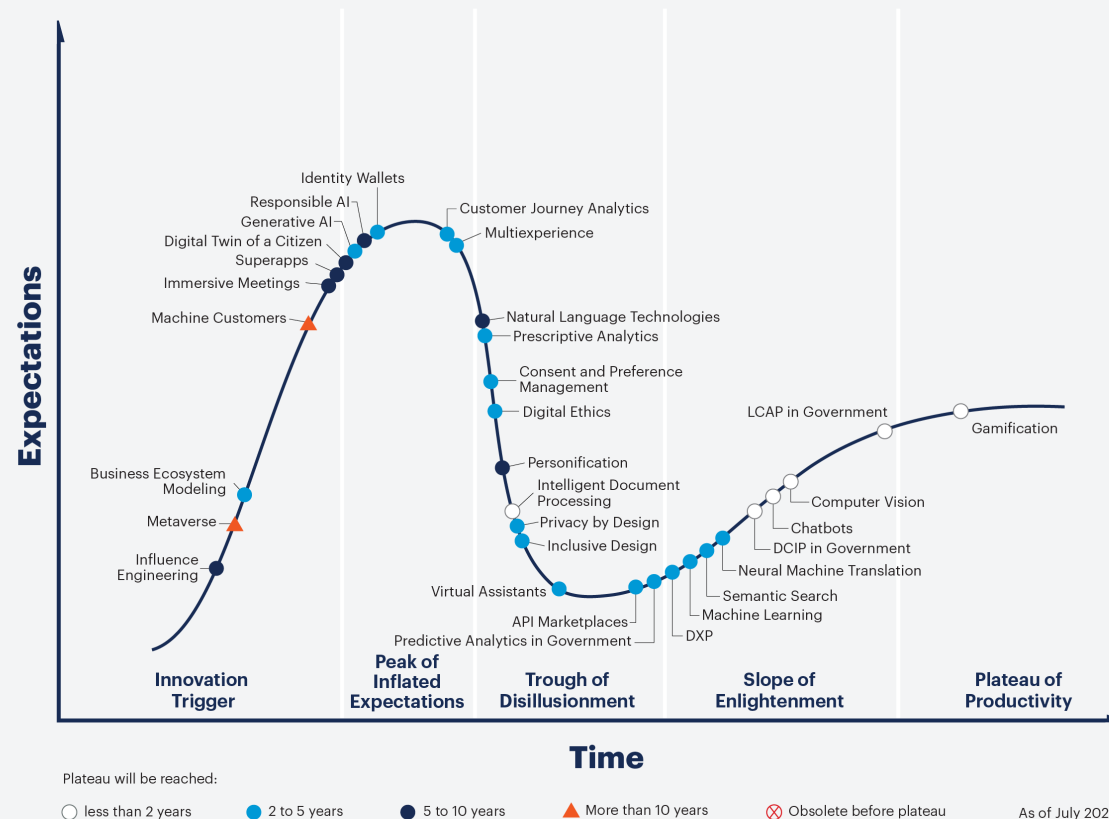 Expectations
Identity Wallets
Responsible AI
Generative AI
Digital Twin of a Citizen
Superapps
Immersive Meetings
Machine Customers
Business Ecosystem
Modeling
Metaverse
Influence
Engineering
Customer Journey Analytics
Multiexperience
Natural Language Technologies
Prescriptive Analytics
Consent and Preference
Management
Digital Ethics
Personification
Intelligent Document
Processing
Privacy by Design
Inclusive Design
Virtual Assistants
API Marketplaces
Predictive Analytics in Government
DXP
Machine Learning
Semantic Search
Neural Machine Translation
DCIP in Government
Chatbots
Computer Vision
LCAP in Government
Gamification
Innovation
Trigger
Peak of
Inflated
Expectations
Trough of
Disillusionment
Slope of
Enlightenment
Plateau of
Productivity
Time
Plateau will be reached:
less than 2 years
2 to 5 years
5 to 10 years
More than 10 years
Obsolete before plateau
As of July